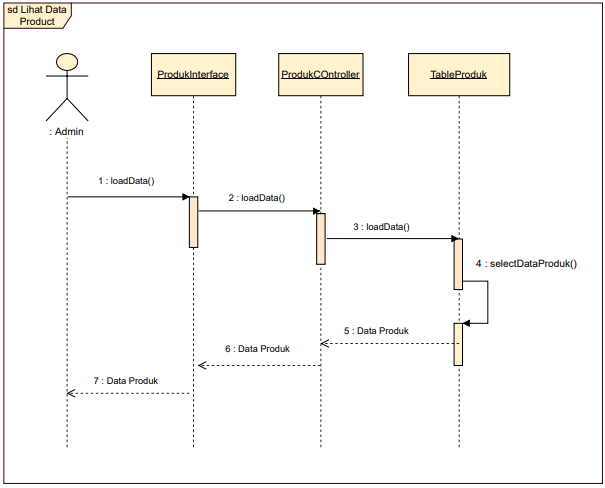 sd Lihat Data
Product
ProdukInterface
ProdukCOntroller
TableProduk
: Admin
1 : loadData()
2 : loadData()
3 : loadData()
4 : selectDataProduk()
5 : Data Produk
6 : Data Produk
7 : Data Produk